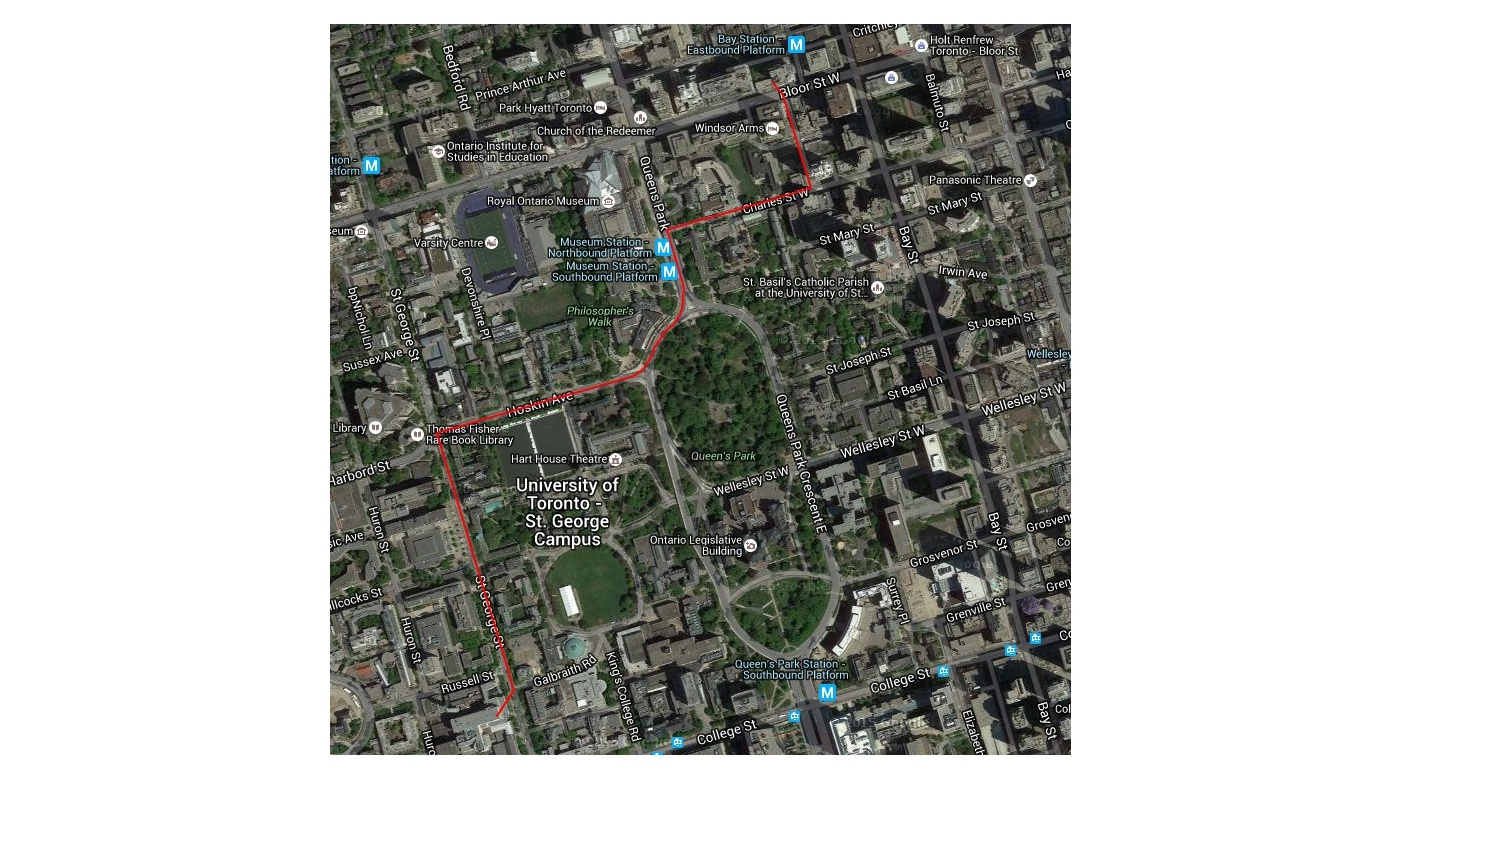 Bay Station -
Eastbound Platform
Critchley
Holt Renfrew
Toronto - Bloor St
Bedford Rd
Prince Arthur Ave
Bloor St W
Balmuto St
Park Hyatt Toronto
Church of the Redeemer
Windsor Arms
Ontario Institute for
Studies in Education
Queens Park
Panasonic Theatre
Royal Ontario Museum
Charles St W
St Mary St
St Mary St
Varsity Centre
Museum Station -
Northbound Platform
Museum Station -
Southbound Platform
Bay St
Irwin Ave
St. Basil's Catholic Parish
at the University of St...
bpNichol Ln
St George St
Devonshire Pl
Philosopher's
Walk
St Joseph St
Sussex Ave
St Joseph St
Wellesley
St Basil Ln
Hoskin Ave
Wellesley St W
Library
Thomas Fisher
Rare Book Library
Queens Park Crescent E
Wellesley St W
Hart House Theatre
Queen's Park
Harbord St
Wellesley St W
University of
Toronto -
St. George
Campus
Huron St
Ontario Legislative
Building
Bay St
Grosvenor St
St George St
Surrey Pl
Grenville St
Huron St
Russell St
Galbraith Rd
King's College Rd
Queen's Park Station -
Southbound Platform
College St
College St
Elizabeth
Bay St